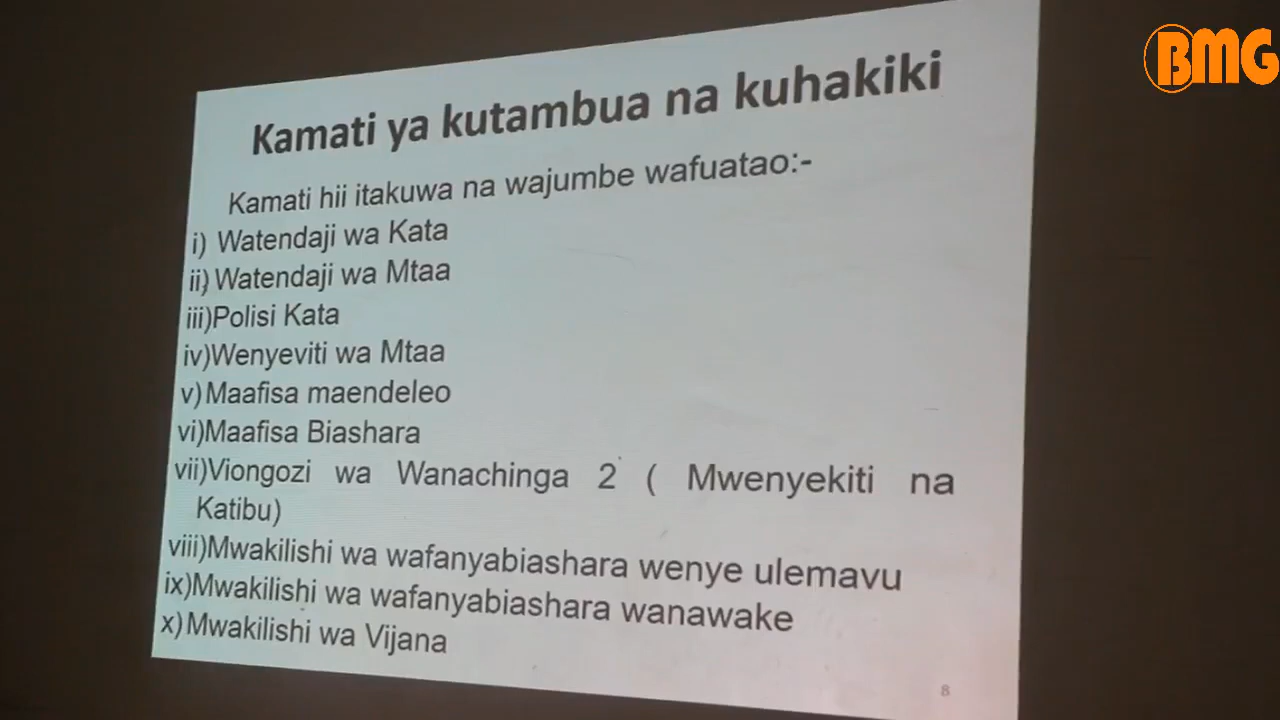 BMG
Kamati ya kutambua na kuhakiki
Kamati hii itakuwa na wajumbe wafuatao:-
i) Watendaji wa Kata
ii) Watendaji wa Mtaa
iii)Polisi Kata
iv)Wenyeviti wa Mtaa
v)Maafisa maendeleo
vi)Maafisa Biashara
vii)Viongozi wa Wanachinga 2 ( Mwenyekiti na
Katibu)
viii)Mwakilishi wa wafanyabiashara wenye ulemavu
ix)Mwakilishi wa wafanyabiashara wanawake
x)Mwakilishi wa Vijana
8